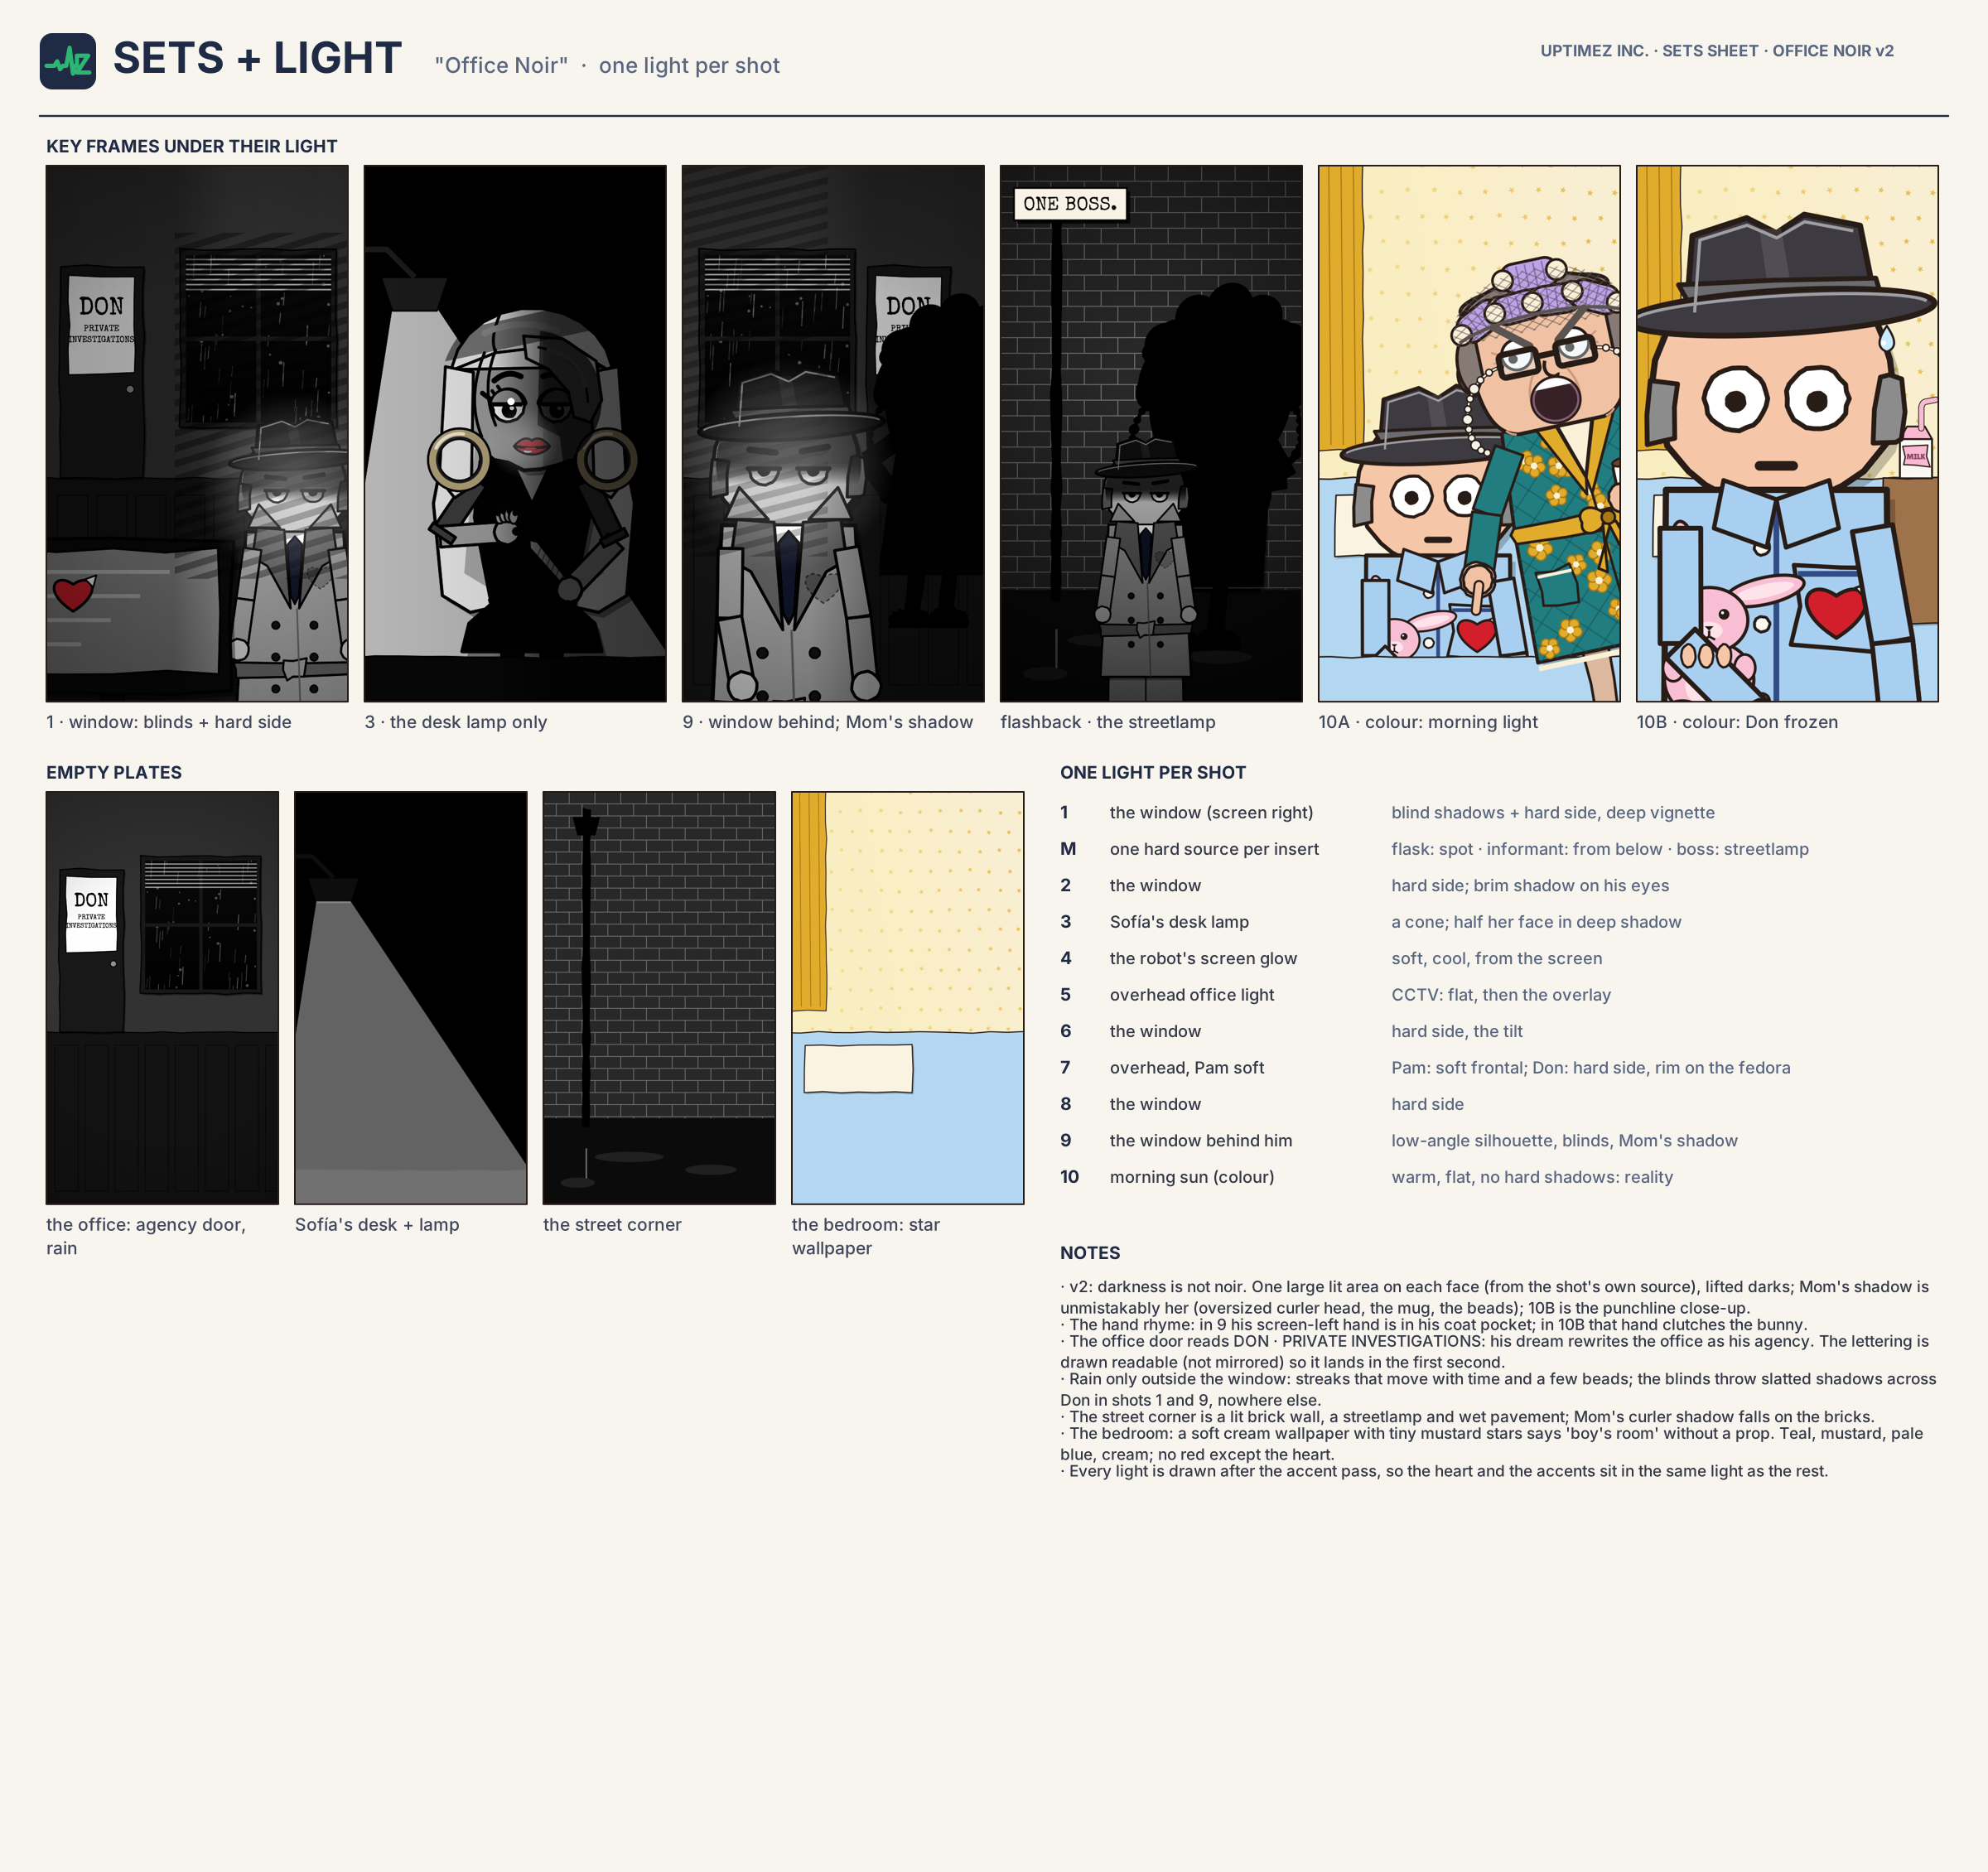 SETS + LIGHT
"Office Noir" · one light per shot
UPTIMEZ INC. · SETS SHEET · OFFICE NOIR v2
KEY FRAMES UNDER THEIR LIGHT
DON
PRIVATE
INVESTIGATIONS
DON
ONE BOSS.
MILK
1 · window: blinds + hard side
3 · the desk lamp only
9 · window behind; Mom's shadow
flashback · the streetlamp
10A · colour: morning light
10B · colour: Don frozen
EMPTY PLATES
DON
PRIVATE
INVESTIGATIONS
the office: agency door,
rain
Sofía's desk + lamp
the street corner
the bedroom: star
wallpaper
ONE LIGHT PER SHOT
1 the window (screen right) blind shadows + hard side, deep vignette
M one hard source per insert flask: spot · informant: from below · boss: streetlamp
2 the window hard side; brim shadow on his eyes
3 Sofía's desk lamp a cone; half her face in deep shadow
4 the robot's screen glow soft, cool, from the screen
5 overhead office light CCTV: flat, then the overlay
6 the window hard side, the tilt
7 overhead, Pam soft Pam: soft frontal; Don: hard side, rim on the fedora
8 the window hard side
9 the window behind him low-angle silhouette, blinds, Mom's shadow
10 morning sun (colour) warm, flat, no hard shadows: reality
NOTES
· v2: darkness is not noir. One large lit area on each face (from the shot's own source), lifted darks; Mom's shadow is
unmistakably her (oversized curler head, the mug, the beads); 10B is the punchline close-up.
· The hand rhyme: in 9 his screen-left hand is in his coat pocket; in 10B that hand clutches the bunny.
· The office door reads DON · PRIVATE INVESTIGATIONS: his dream rewrites the office as his agency. The lettering is
drawn readable (not mirrored) so it lands in the first second.
· Rain only outside the window: streaks that move with time and a few beads; the blinds throw slatted shadows across
Don in shots 1 and 9, nowhere else.
· The street corner is a lit brick wall, a streetlamp and wet pavement; Mom's curler shadow falls on the bricks.
· The bedroom: a soft cream wallpaper with tiny mustard stars says 'boy's room' without a prop. Teal, mustard, pale
blue, cream; no red except the heart.
· Every light is drawn after the accent pass, so the heart and the accents sit in the same light as the rest.